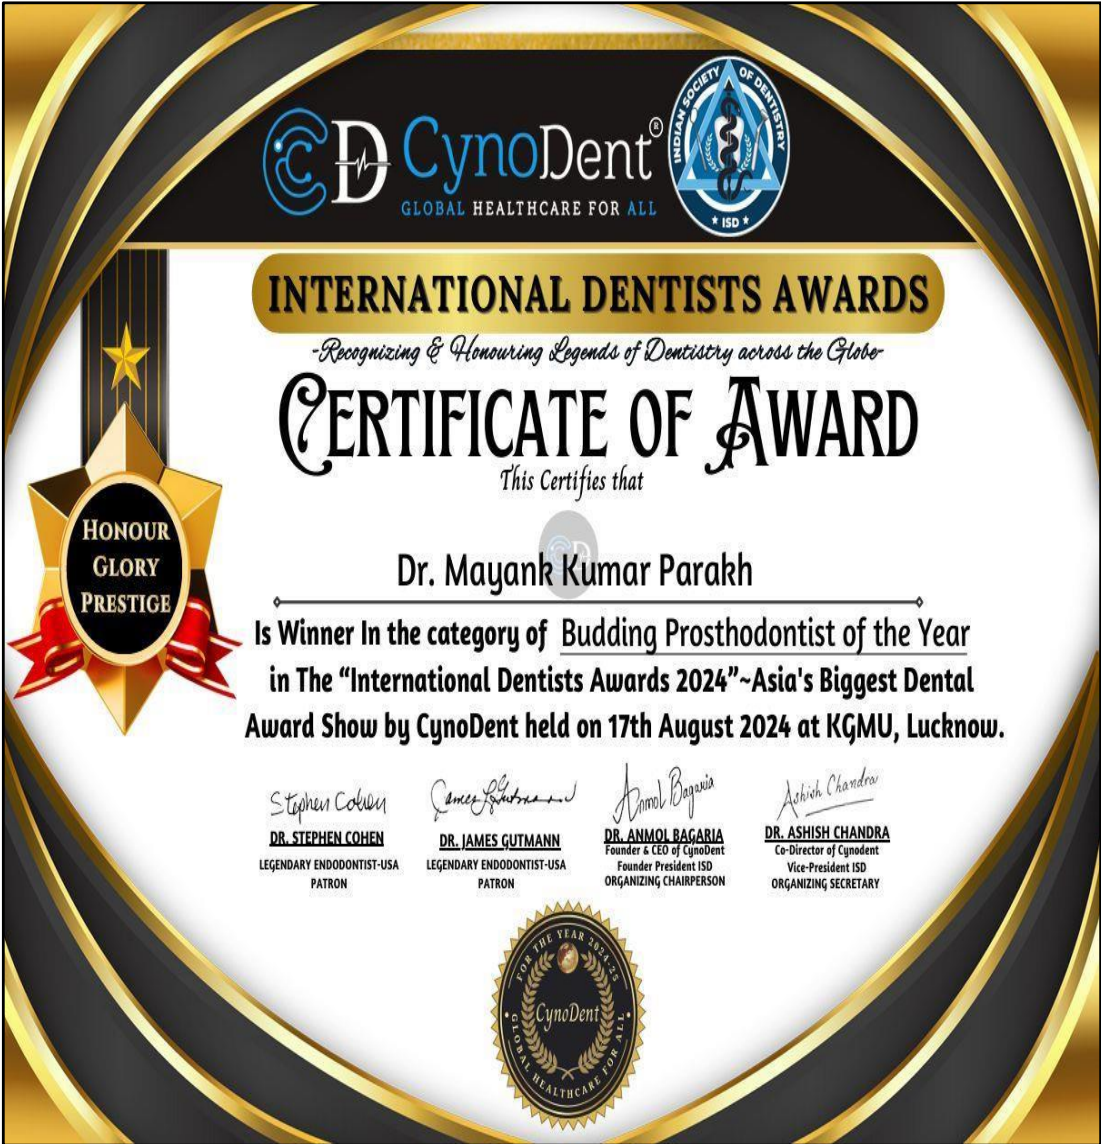 CD CynoDent®
GLOBAL HEALTHCARE FOR ALL
INDIAN SOCIETY OF DENTISTRY
* ISD *
INTERNATIONAL DENTISTS AWARDS
-Recognizing & Honouring Legends of Dentistry across the Globe-
CERTIFICATE OF AWARD
This Certifies that
HONOUR
GLORY
PRESTIGE
Dr. Mayank Kumar Parakh
Is Winner In the category of Budding Prosthodontist of the Year
in The “International Dentists Awards 2024”~Asia's Biggest Dental
Award Show by CynoDent held on 17th August 2024 at KGMU, Lucknow.
Stephen Cohen
DR. STEPHEN COHEN
LEGENDARY ENDODONTIST-USA
PATRON
James L Gutmann
DR. JAMES GUTMANN
LEGENDARY ENDODONTIST-USA
PATRON
Anmol Bagaria
DR. ANMOL BAGARIA
Founder & CEO of CynoDent
Founder President ISD
ORGANIZING CHAIRPERSON
Ashish Chandra
DR. ASHISH CHANDRA
Co-Director of Cynodent
Vice-President ISD
ORGANIZING SECRETARY
FOR THE YEAR 2024-25
CynoDent
GLOBAL HEALTHCARE FOR ALL